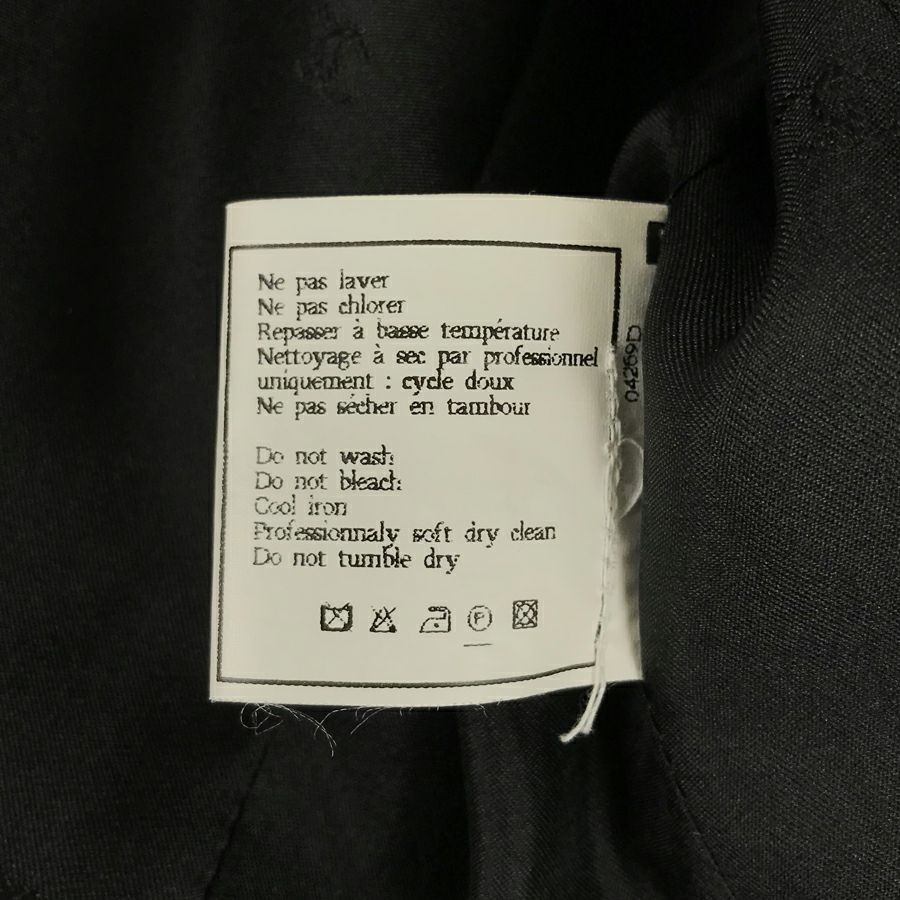 Ne pas laver
Ne pas chlorer
Repasser à basse température
Nettoyage à sec par professionnel
uniquement : cycle doux
Ne pas sécher en tambour
Do not wash
Do not bleach
Cool iron
Professionnaly soft dry clean
Do not tumble dry
P
04269D